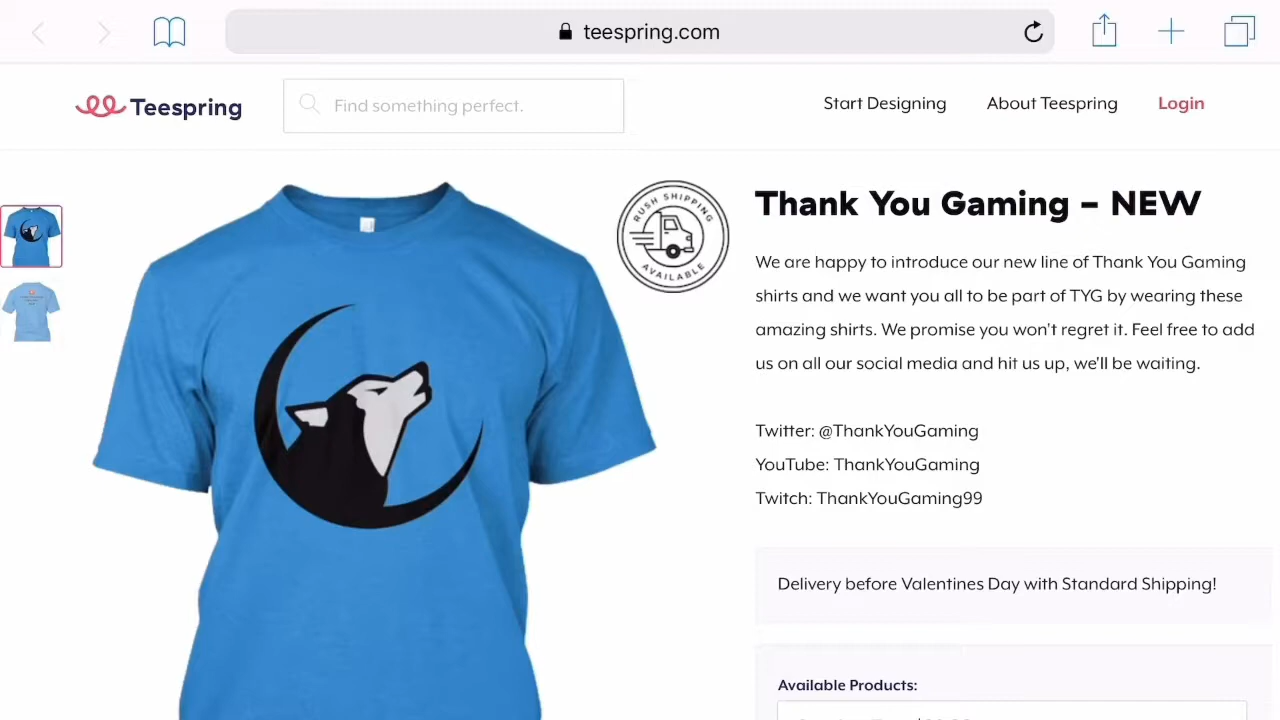 teespring.com
Teespring
Find something perfect.
Start Designing
About Teespring
Login
RUSH SHIPPING
AVAILABLE
Thank You Gaming - NEW
We are happy to introduce our new line of Thank You Gaming
shirts and we want you all to be part of TYG by wearing these
amazing shirts. We promise you won't regret it. Feel free to add
us on all our social media and hit us up, we'll be waiting.
Twitter: @ThankYouGaming
YouTube: ThankYouGaming
Twitch: ThankYouGaming99
Delivery before Valentines Day with Standard Shipping!
Available Products: